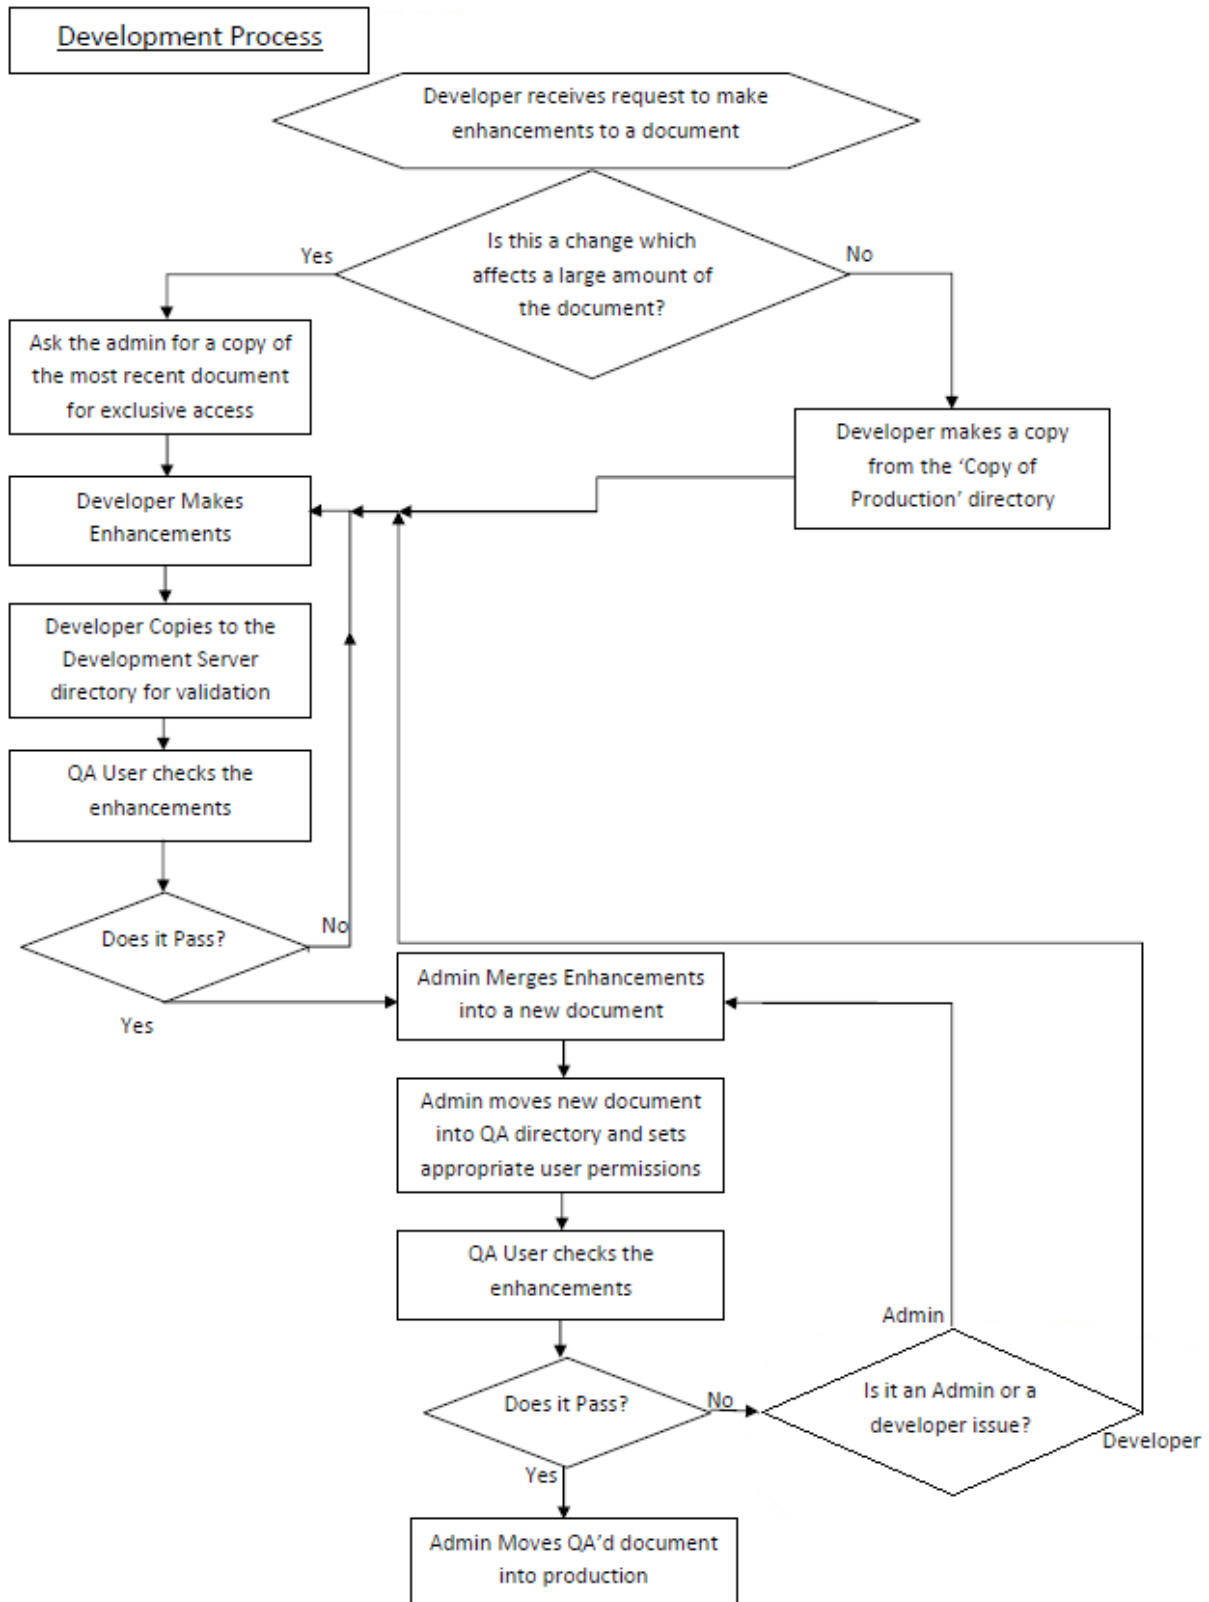 Development Process
Developer receives request to make
enhancements to a document
Is this a change which
affects a large amount of
the document?
Yes
No
Ask the admin for a copy of
the most recent document
for exclusive access
Developer makes a copy
from the ‘Copy of
Production’ directory
Developer Makes
Enhancements
Developer Copies to the
Development Server
directory for validation
QA User checks the
enhancements
Does it Pass?
No
Yes
Admin Merges Enhancements
into a new document
Admin moves new document
into QA directory and sets
appropriate user permissions
QA User checks the
enhancements
Does it Pass?
No
Yes
Admin
Is it an Admin or a
developer issue?
Developer
Admin Moves QA’d document
into production